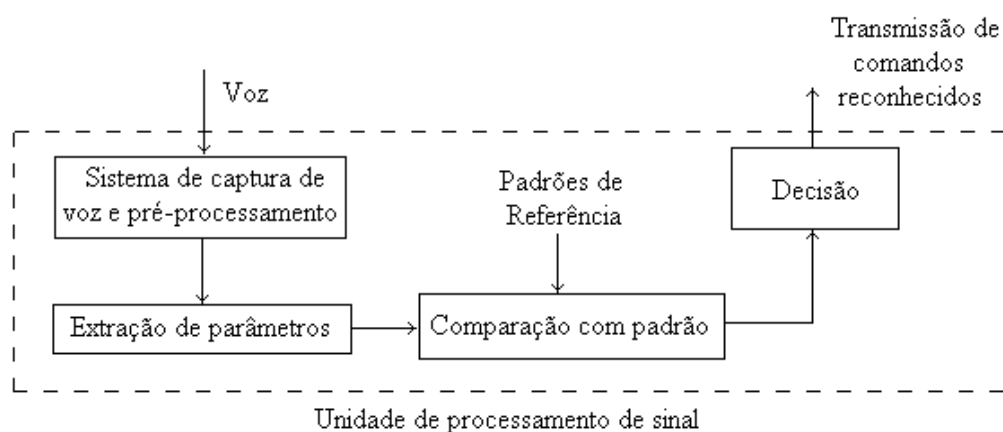 Transmissão de
comandos
reconhecidos
Voz
Sistema de captura de
voz e pré-processamento
Padrões de
Referência
Decisão
Extração de parâmetros
Comparação com padrão
Unidade de processamento de sinal